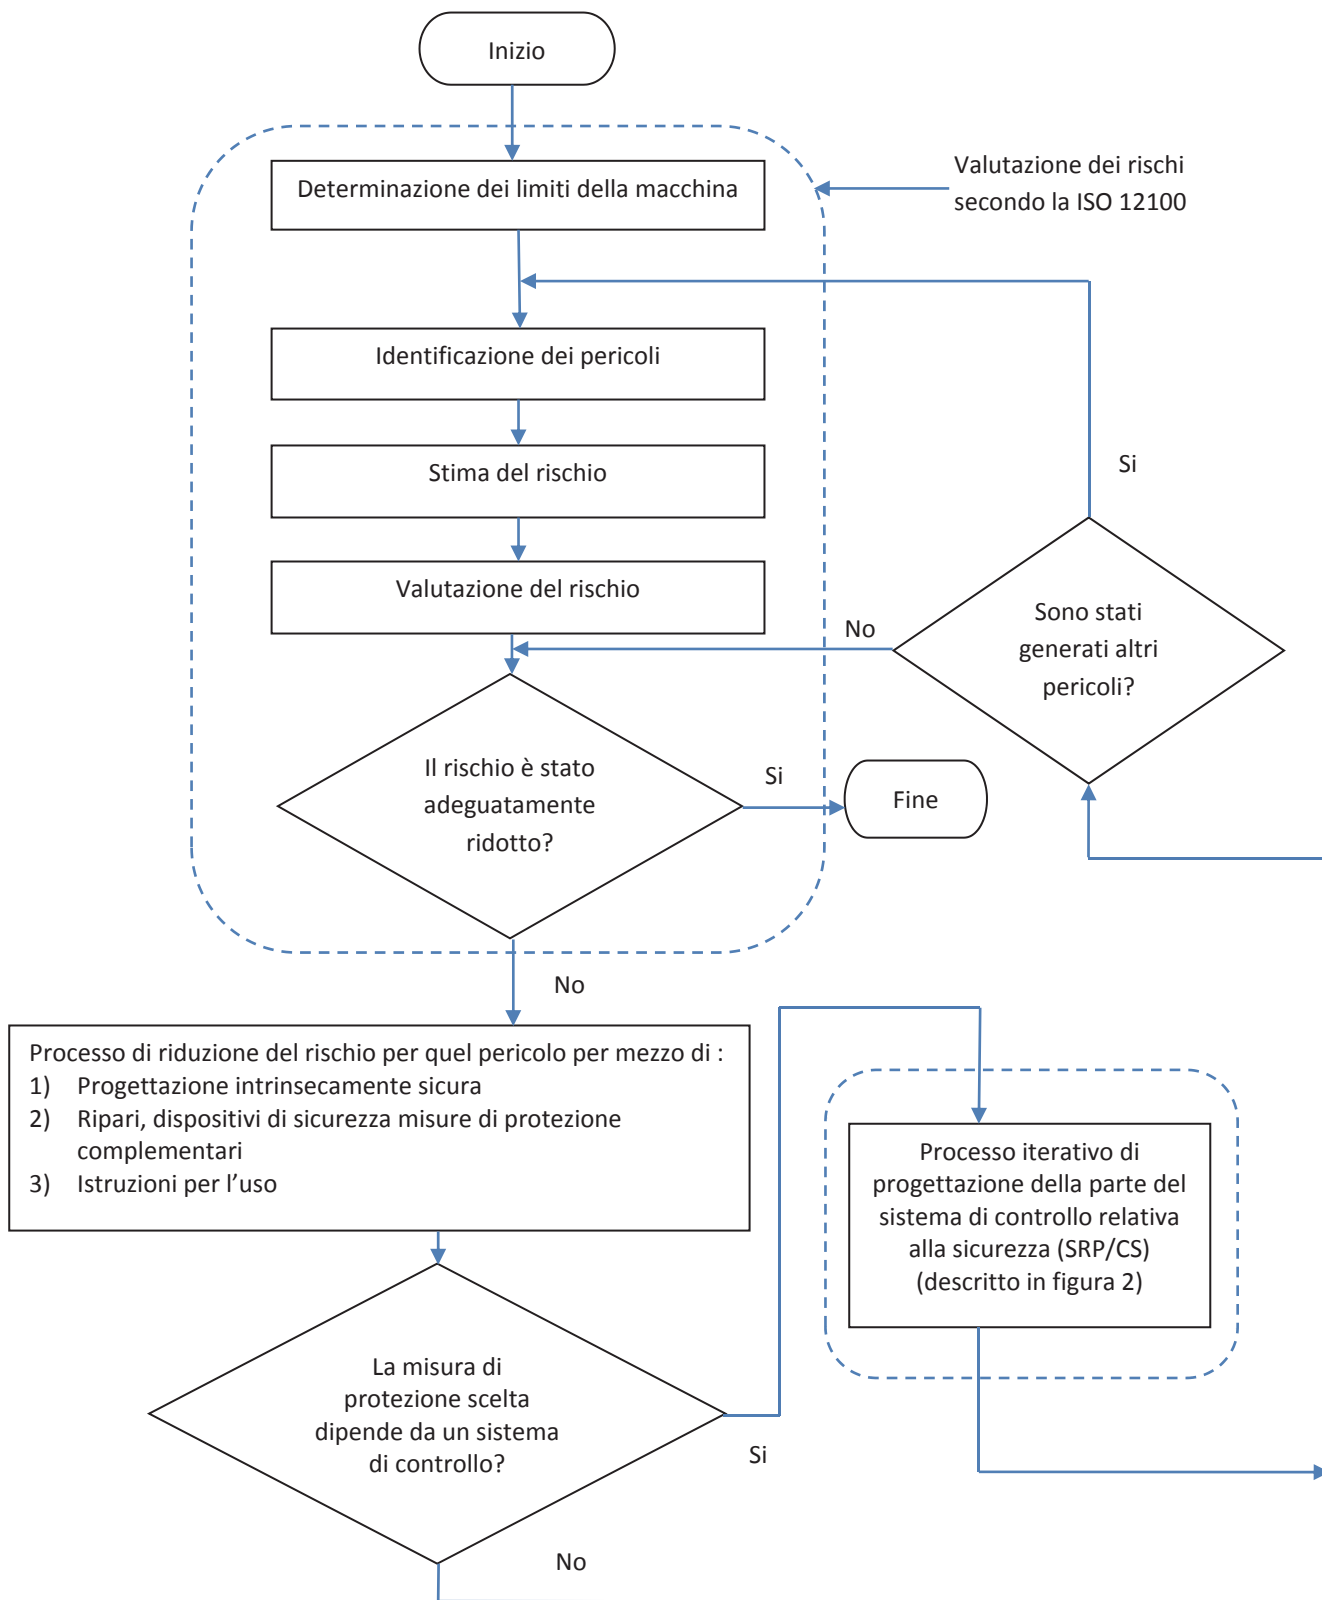 Inizio
Determinazione dei limiti della macchina
Valutazione dei rischi
secondo la ISO 12100
Identificazione dei pericoli
Stima del rischio
Si
Valutazione del rischio
Sono stati
generati altri
pericoli?
No
Il rischio è stato
adeguatamente
ridotto?
Si
Fine
No
Processo di riduzione del rischio per quel pericolo per mezzo di :
1) Progettazione intrinsecamente sicura
2) Ripari, dispositivi di sicurezza misure di protezione
complementari
3) Istruzioni per l'uso
Processo iterativo di
progettazione della parte del
sistema di controllo relativa
alla sicurezza (SRP/CS)
(descritto in figura 2)
La misura di
protezione scelta
dipende da un sistema
di controllo?
Si
No